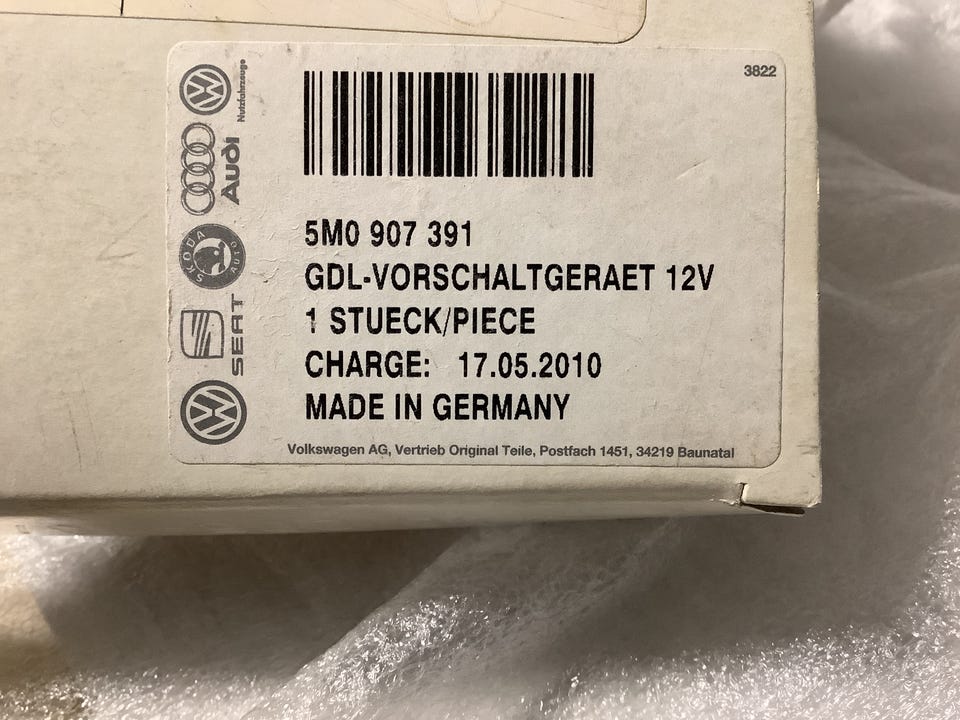 3822
Nutzfahrzeuge
Audi
SKODA
AUTO
SEAT
5M0 907 391
GDL-VORSCHALTGERAET 12V
1 STUECK/PIECE
CHARGE: 17.05.2010
MADE IN GERMANY
Volkswagen AG, Vertrieb Original Teile, Postfach 1451, 34219 Baunatal